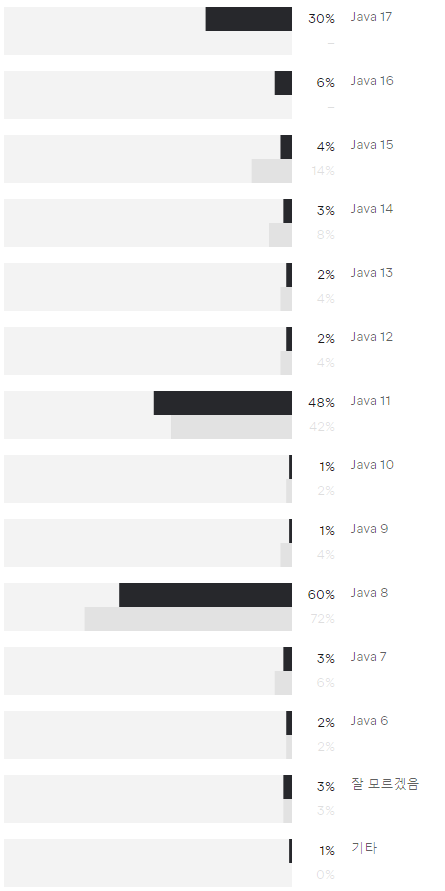 30% Java 17
–
6% Java 16
–
4% Java 15
14%
3% Java 14
8%
2% Java 13
4%
2% Java 12
4%
48% Java 11
42%
1% Java 10
2%
1% Java 9
4%
60% Java 8
72%
3% Java 7
6%
2% Java 6
2%
3% 잘 모르겠음
3%
1% 기타
0%